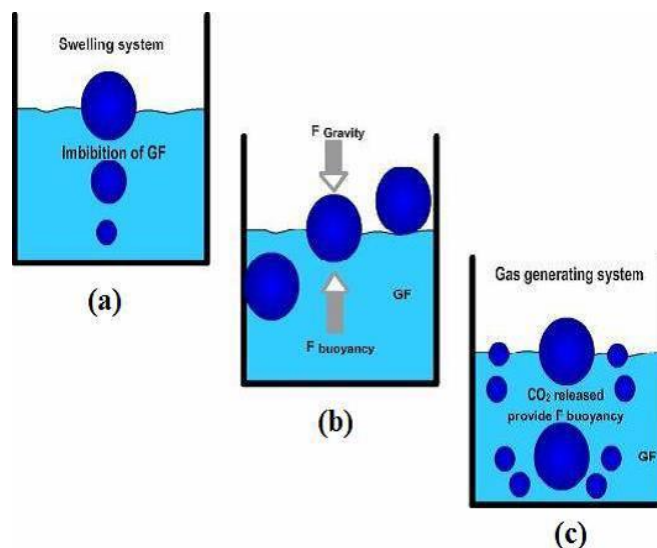 Swelling system
Imbibition of GF
(a)
F Gravity
GF
F buoyancy
(b)
Gas generating system
CO₂ released
provide F buoyancy
GF
(c)